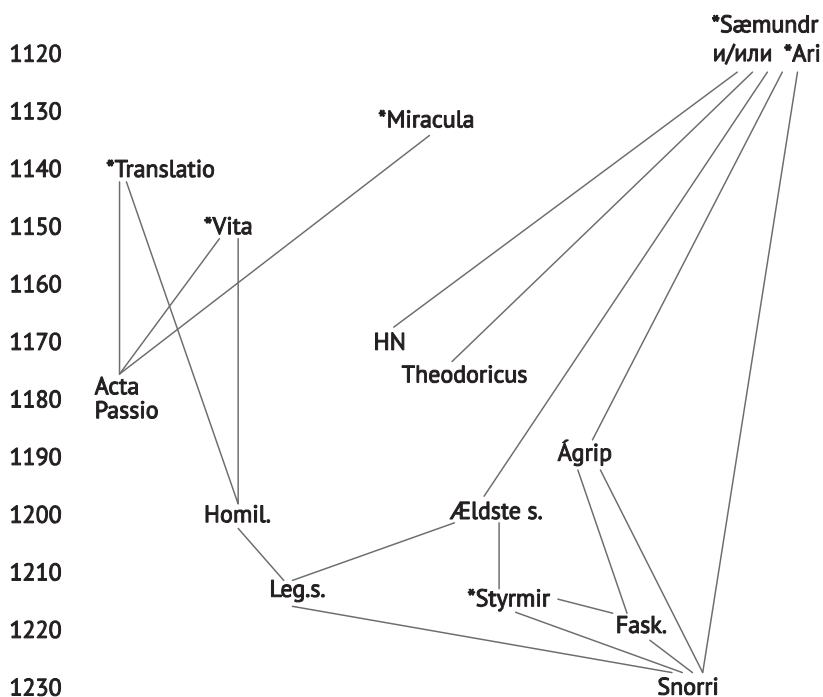 *Sæmundr
1120 и/или *Ari
1130 *Miracula
1140 *Translatio
1150 *Vita
1160
1170 HN
Theodoricus
Acta
1180 Passio
1190 Ágrip
1200 Homil. Ældste s.
1210 Leg.s.
*Styrmir
1220 Fask.
1230 Snorri